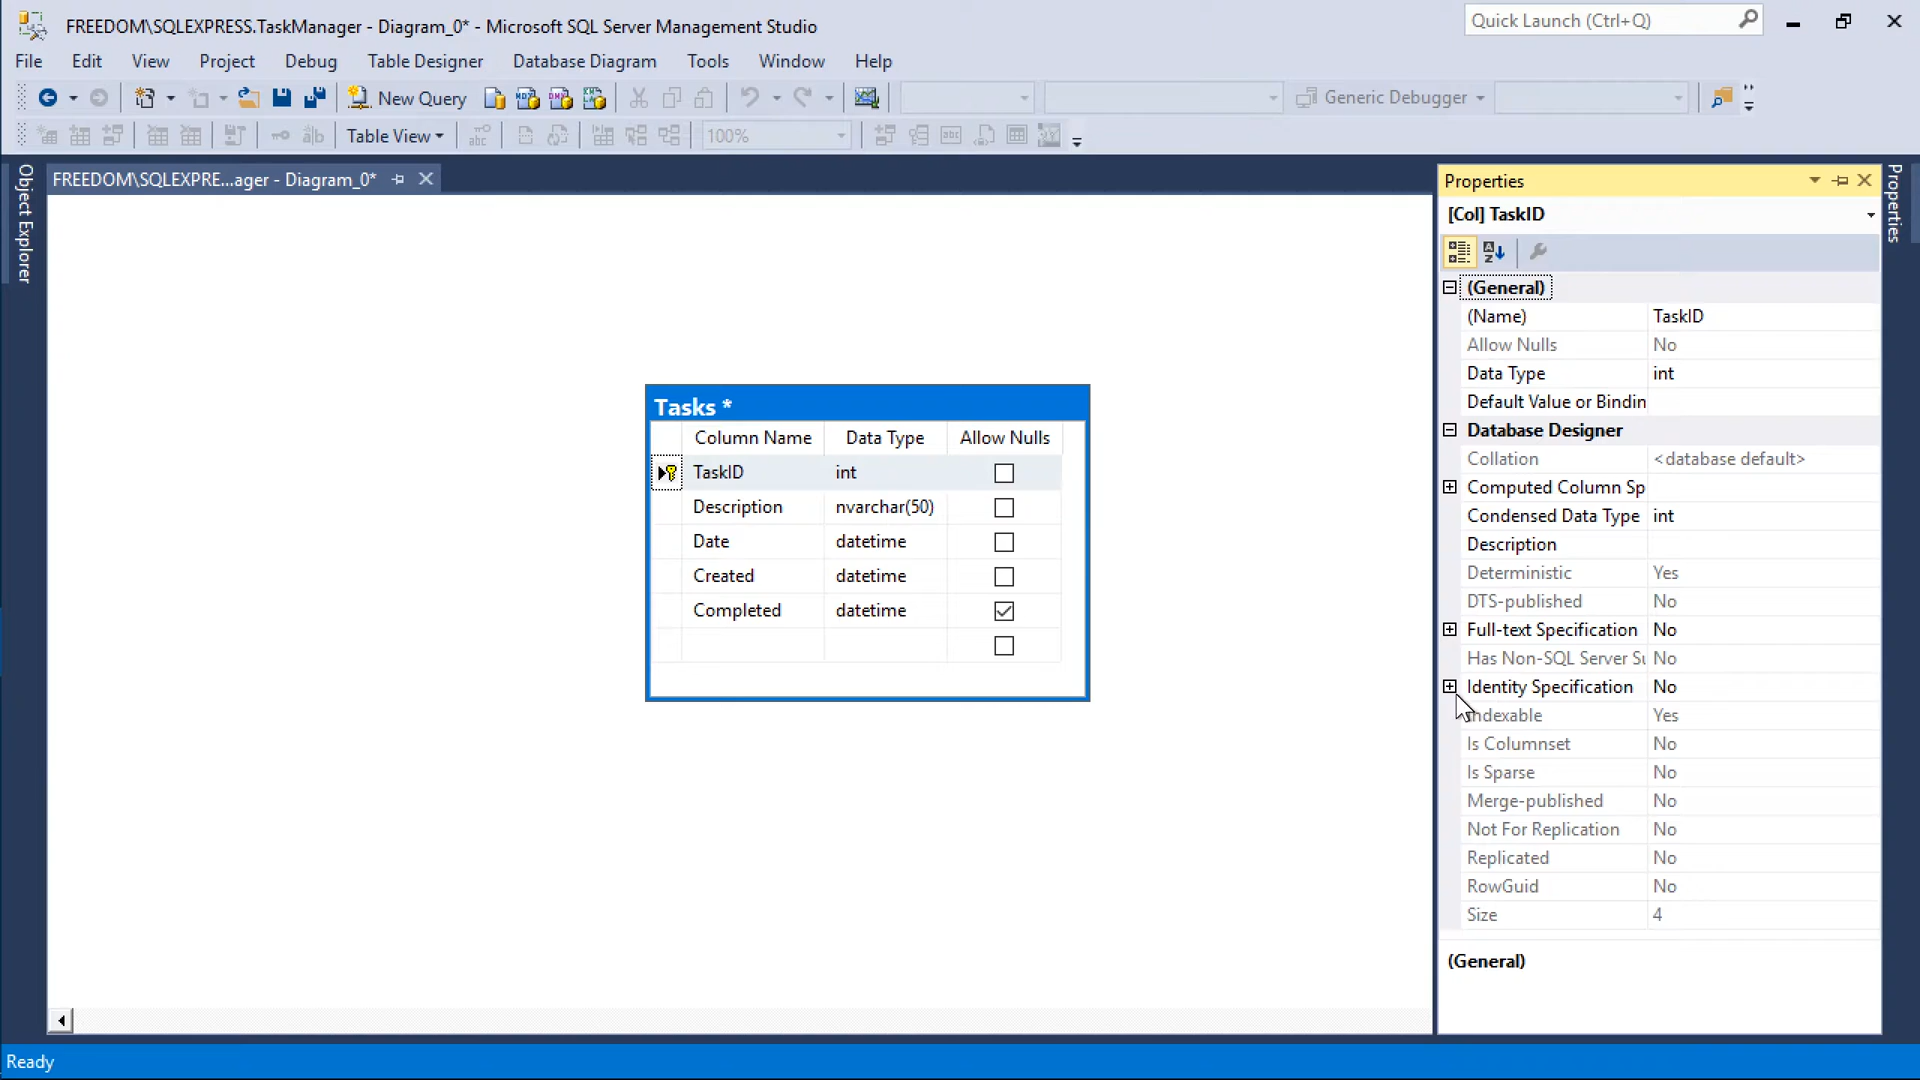 FREEDOM\SQLEXPRESS.TaskManager - Diagram_0* - Microsoft SQL Server Management Studio
Quick Launch (Ctrl+Q)
File Edit View Project Debug Table Designer Database Diagram Tools Window Help
New Query
Generic Debugger
Table View
100%
Object Explorer
FREEDOM\SQLEXPRE...ager - Diagram_0*
Tasks *
Column Name Data Type Allow Nulls
TaskID int
Description nvarchar(50)
Date datetime
Created datetime
Completed datetime
Properties
[Col] TaskID
(General)
(Name) TaskID
Allow Nulls No
Data Type int
Default Value or Bindin
Database Designer
Collation <database default>
Computed Column Sp
Condensed Data Type int
Description
Deterministic Yes
DTS-published No
Full-text Specification No
Has Non-SQL Server Su No
Identity Specification No
Indexable Yes
Is Columnset No
Is Sparse No
Merge-published No
Not For Replication No
Replicated No
RowGuid No
Size 4
(General)
Properties
Ready